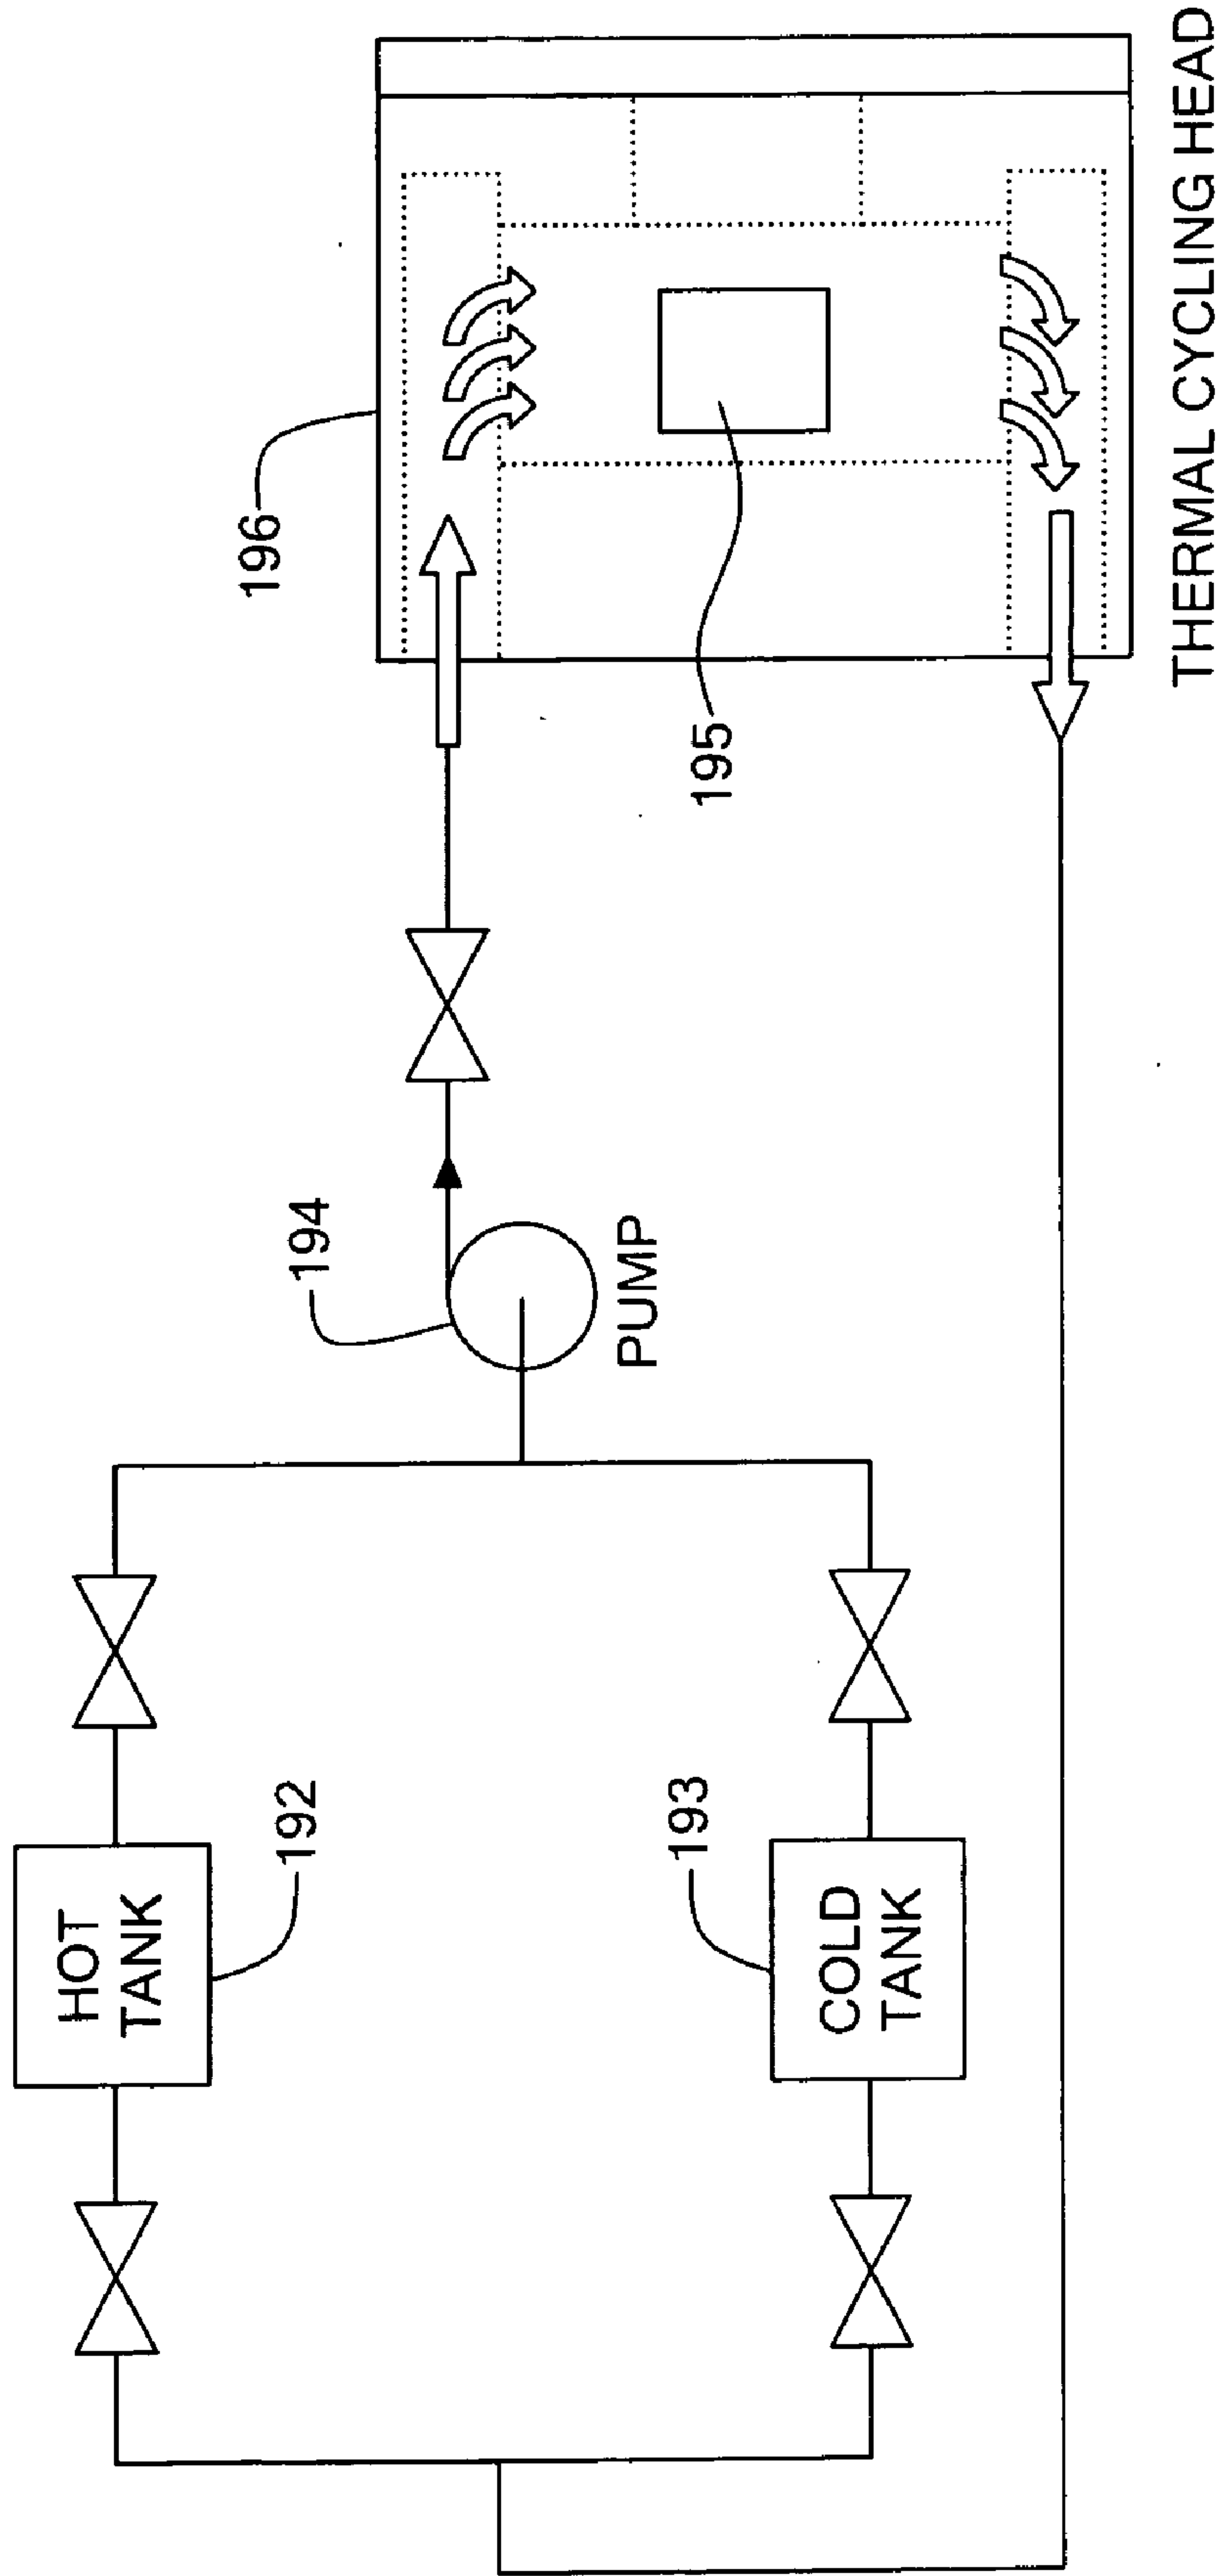 HOT
TANK
192
COLD
TANK
193
194
PUMP
196
195
THERMAL CYCLING HEAD